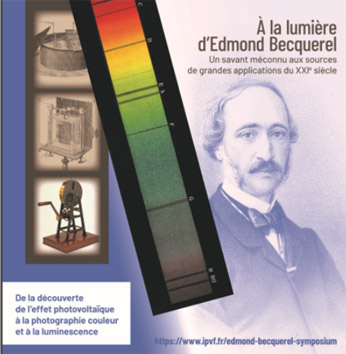 À la lumière
d'Edmond Becquerel
Un savant méconnu aux sources
de grandes applications du XXIe siècle
C
D
E
b
F
G
H
De la découverte
de l'effet photovoltaïque
à la photographie couleur
et à la luminescence
https://www.ipvf.fr/edmond-becquerel-symposium